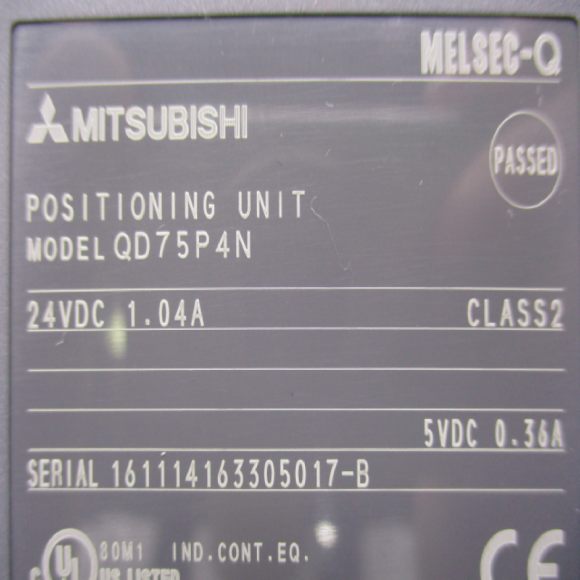 MELSEC-Q
MITSUBISHI
PASSED
POSITIONING UNIT
MODEL QD75P4N
24VDC 1.04A CLASS2
5VDC 0.36A
SERIAL 161114163305017-B
80M1 IND.CONT.EQ.
C UL US LISTED CE